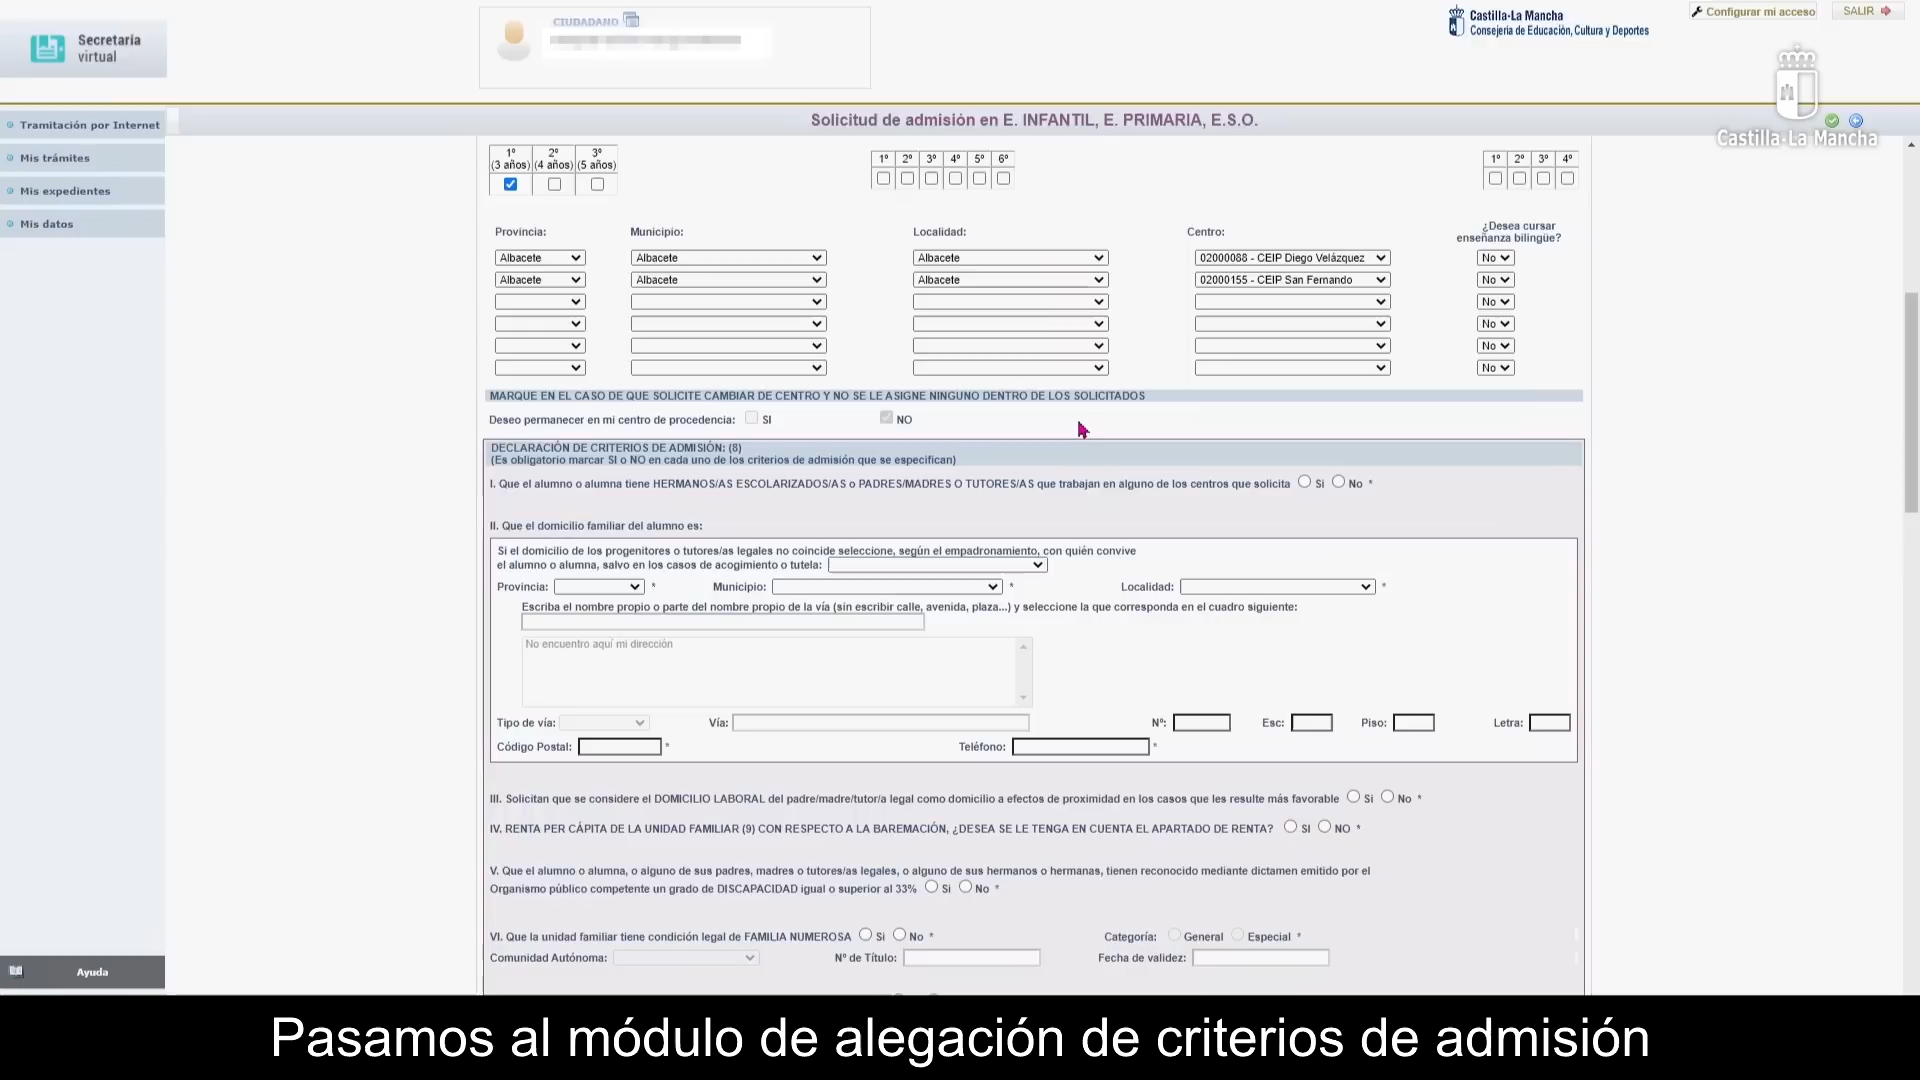 Secretaría
virtual
CIUDADANO
Castilla-La Mancha
Consejería de Educación, Cultura y Deportes
Configurar mi acceso
SALIR
Castilla-La Mancha
Tramitación por Internet
Mis trámites
Mis expedientes
Mis datos
Ayuda
Solicitud de admisión en E. INFANTIL, E. PRIMARIA, E.S.O.
1º 2º 3º
(3 años) (4 años) (5 años)
1º 2º 3º 4º 5º 6º
1º 2º 3º 4º
Provincia: Municipio: Localidad: Centro: ¿Desea cursar
enseñanza bilingüe?
Albacete Albacete Albacete 02000088 - CEIP Diego Velázquez No
Albacete Albacete Albacete 02000155 - CEIP San Fernando No
No
No
No
No
MARQUE EN EL CASO DE QUE SOLICITE CAMBIAR DE CENTRO Y NO SE LE ASIGNE NINGUNO DENTRO DE LOS SOLICITADOS
Deseo permanecer en mi centro de procedencia: SI NO
DECLARACIÓN DE CRITERIOS DE ADMISIÓN: (8)
(Es obligatorio marcar SI o NO en cada uno de los criterios de admisión que se especifican)
I. Que el alumno o alumna tiene HERMANOS/AS ESCOLARIZADOS/AS o PADRES/MADRES O TUTORES/AS que trabajan en alguno de los centros que solicita Si No *
II. Que el domicilio familiar del alumno es:
Si el domicilio de los progenitores o tutores/as legales no coincide seleccione, según el empadronamiento, con quién convive
el alumno o alumna, salvo en los casos de acogimiento o tutela:
Provincia: * Municipio: * Localidad: *
Escriba el nombre propio o parte del nombre propio de la vía (sin escribir calle, avenida, plaza...) y seleccione la que corresponda en el cuadro siguiente:
No encuentro aquí mi dirección
Tipo de vía: Vía: Nº: Esc: Piso: Letra:
Código Postal: * Teléfono: *
III. Solicitan que se considere el DOMICILIO LABORAL del padre/madre/tutor/a legal como domicilio a efectos de proximidad en los casos que les resulte más favorable Si No *
IV. RENTA PER CÁPITA DE LA UNIDAD FAMILIAR (9) CON RESPECTO A LA BAREMACIÓN, ¿DESEA SE LE TENGA EN CUENTA EL APARTADO DE RENTA? SI NO *
V. Que el alumno o alumna, o alguno de sus padres, madres o tutores/as legales, o alguno de sus hermanos o hermanas, tienen reconocido mediante dictamen emitido por el
Organismo público competente un grado de DISCAPACIDAD igual o superior al 33% Si No *
VI. Que la unidad familiar tiene condición legal de FAMILIA NUMEROSA Si No * Categoría: General Especial *
Comunidad Autónoma: Nº de Título: Fecha de validez:
Pasamos al módulo de alegación de criterios de admisión